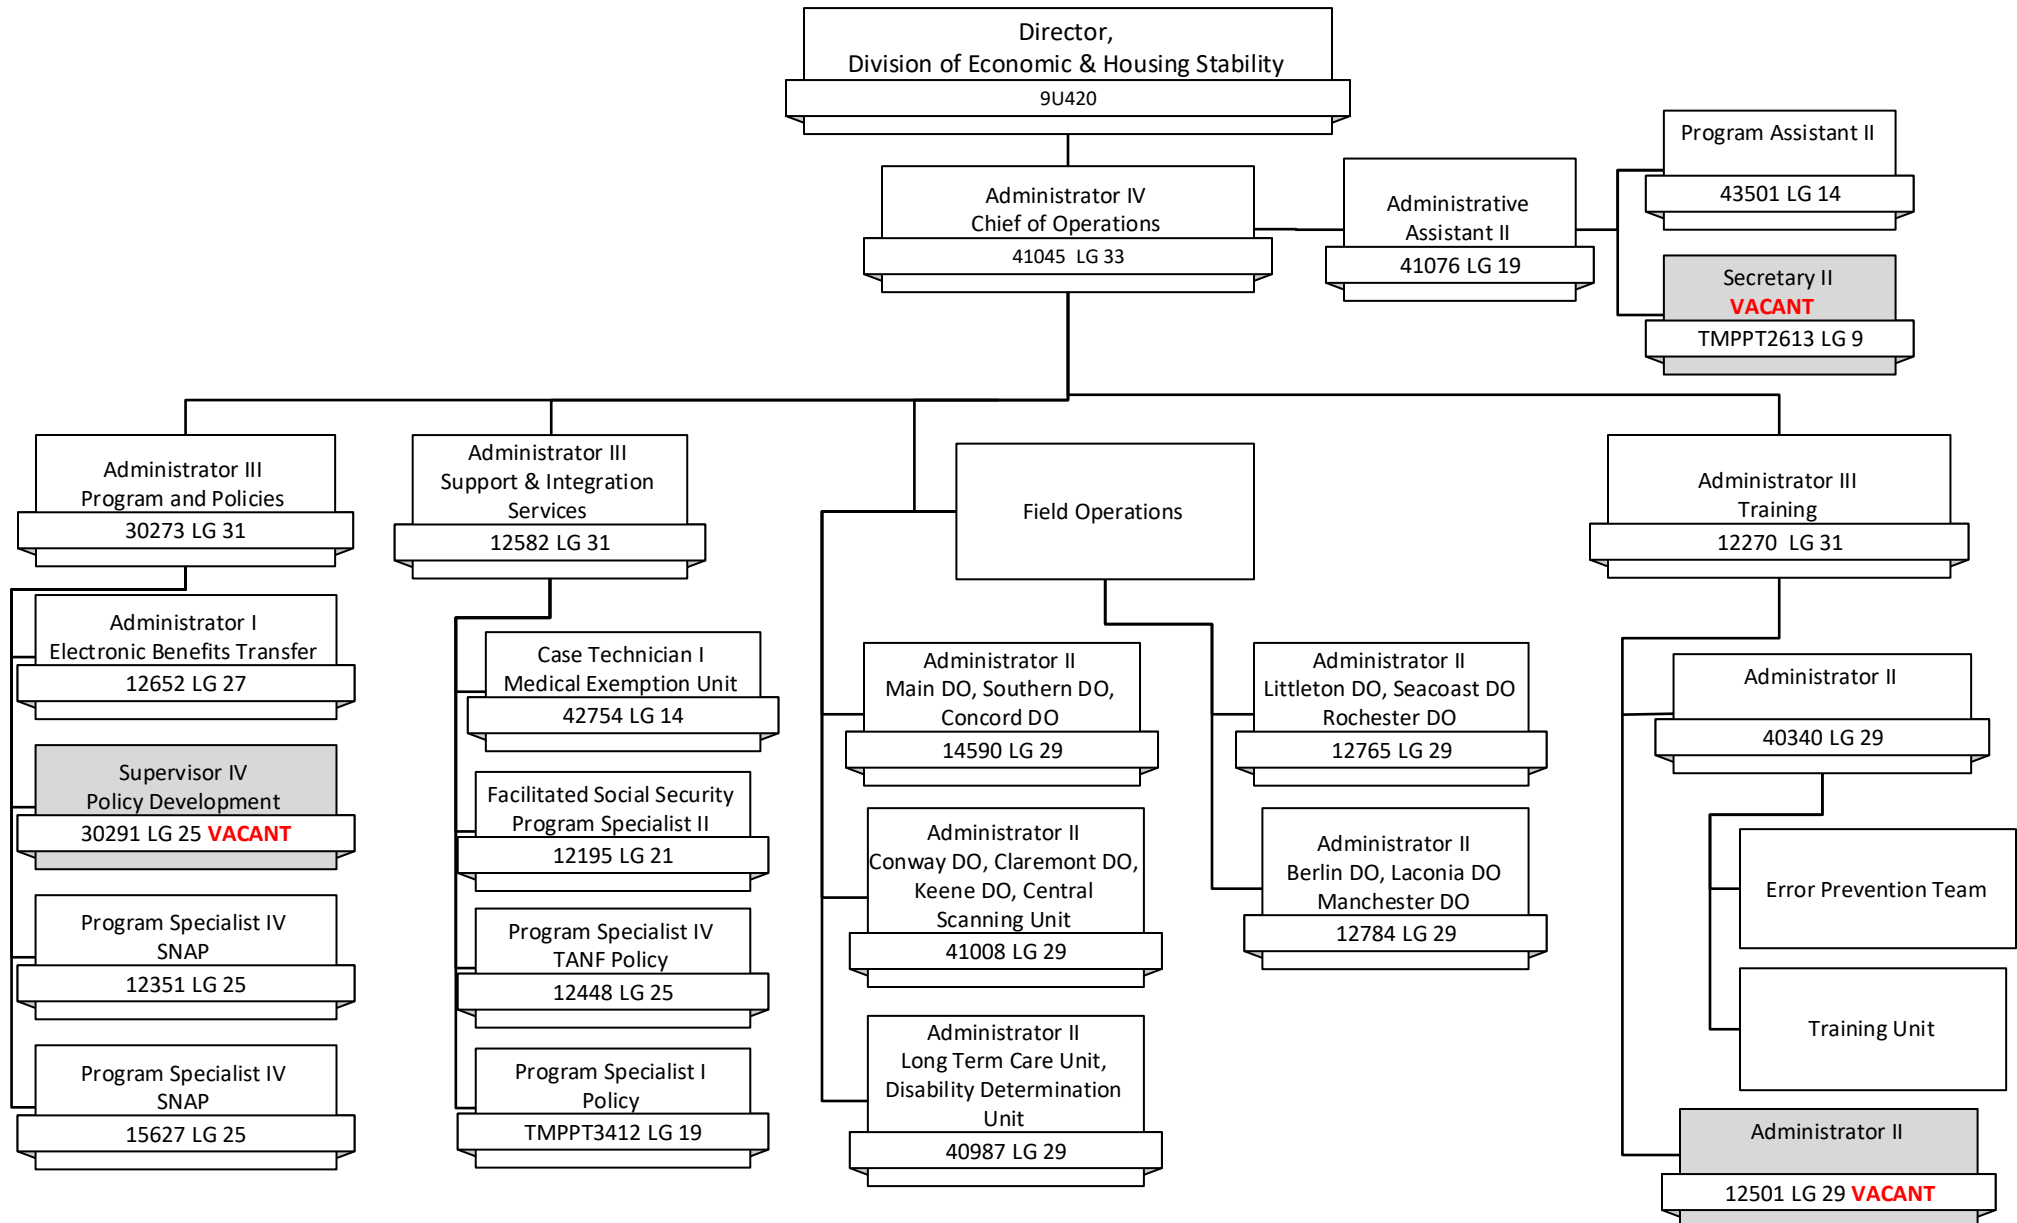 Director,
Division of Economic & Housing Stability
9U420
Administrator IV
Chief of Operations
41045 LG 33
Administrative
Assistant II
41076 LG 19
Program Assistant II
43501 LG 14
Secretary II
VACANT
TMPPT2613 LG 9
Administrator III
Program and Policies
30273 LG 31
Administrator I
Electronic Benefits Transfer
12652 LG 27
Supervisor IV
Policy Development
30291 LG 25 VACANT
Program Specialist IV
SNAP
12351 LG 25
Program Specialist IV
SNAP
15627 LG 25
Administrator III
Support & Integration
Services
12582 LG 31
Case Technician I
Medical Exemption Unit
42754 LG 14
Facilitated Social Security
Program Specialist II
12195 LG 21
Program Specialist IV
TANF Policy
12448 LG 25
Program Specialist I
Policy
TMPPT3412 LG 19
Field Operations
Administrator II
Main DO, Southern DO,
Concord DO
14590 LG 29
Administrator II
Conway DO, Claremont DO,
Keene DO, Central
Scanning Unit
41008 LG 29
Administrator II
Long Term Care Unit,
Disability Determination
Unit
40987 LG 29
Administrator II
Littleton DO, Seacoast DO
Rochester DO
12765 LG 29
Administrator II
Berlin DO, Laconia DO
Manchester DO
12784 LG 29
Administrator III
Training
12270 LG 31
Administrator II
40340 LG 29
Error Prevention Team
Training Unit
Administrator II
12501 LG 29 VACANT